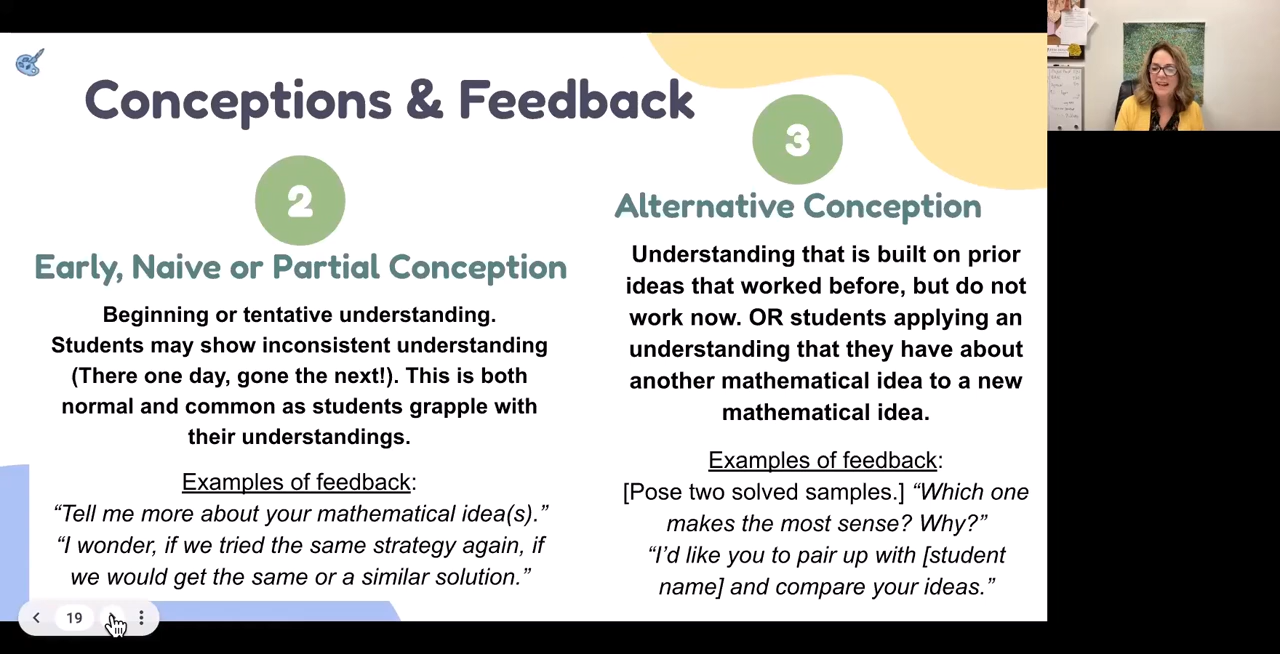 Conceptions & Feedback
2
Early, Naive or Partial Conception
Beginning or tentative understanding.
Students may show inconsistent understanding
(There one day, gone the next!). This is both
normal and common as students grapple with
their understandings.
Examples of feedback:
“Tell me more about your mathematical idea(s).”
“I wonder, if we tried the same strategy again, if
we would get the same or a similar solution.”
3
Alternative Conception
Understanding that is built on prior
ideas that worked before, but do not
work now. OR students applying an
understanding that they have about
another mathematical idea to a new
mathematical idea.
Examples of feedback:
[Pose two solved samples.] “Which one
makes the most sense? Why?”
“I’d like you to pair up with [student
name] and compare your ideas.”
19